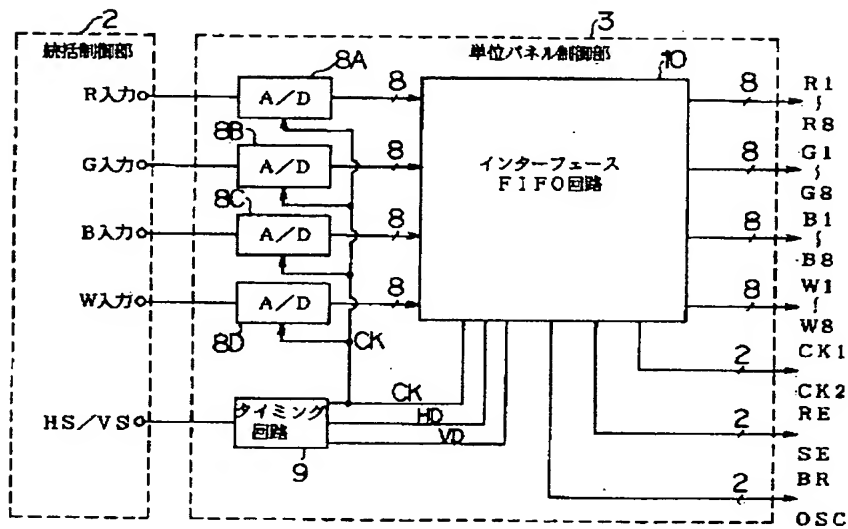 2
3
統括制御部
単位パネル制御部
8A
10
R入力
A/D
8
8
R1
〜
R8
8B
G入力
A/D
8
インターフェース
FIFO回路
8
G1
〜
G8
8C
B入力
A/D
8
8
B1
〜
B8
W入力
A/D
8
8
W1
〜
W8
8D
CK
2
CK1
CK2
CK
HS/VS
タイミング
回路
HD
VD
2
RE
SE
9
2
BR
OSC